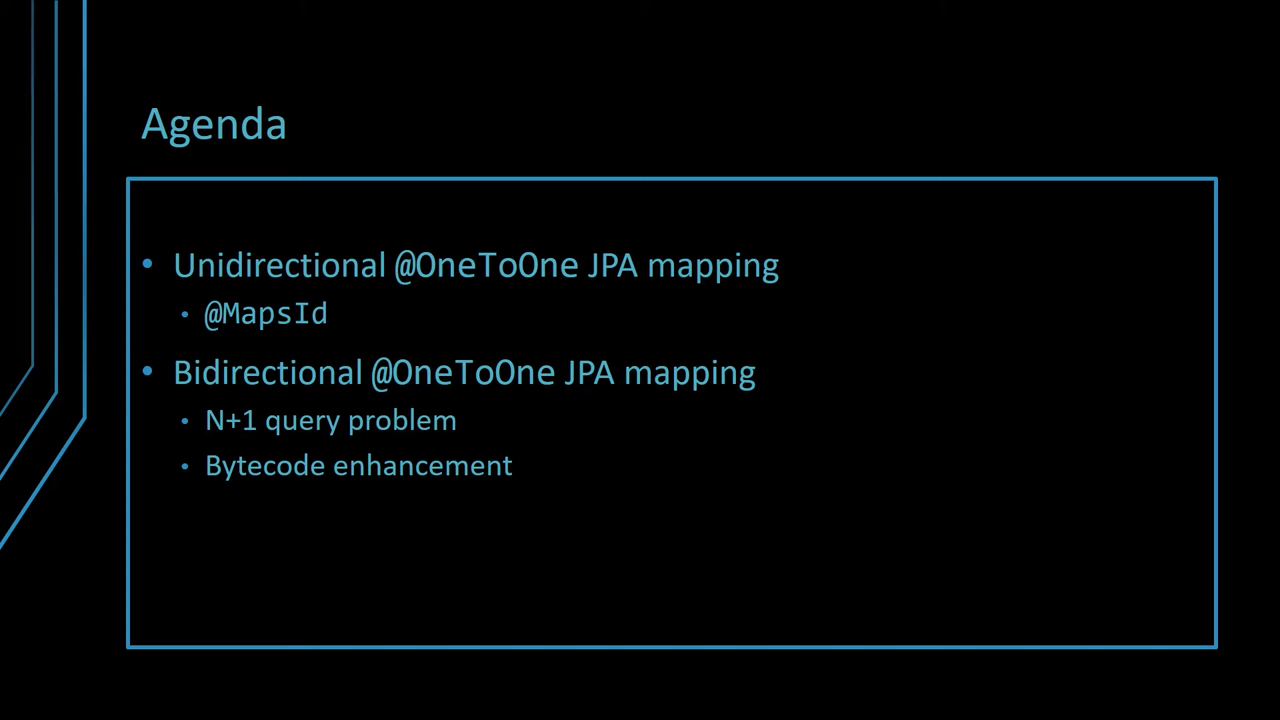 Agenda
• Unidirectional @OneToOne JPA mapping
• @MapsId
• Bidirectional @OneToOne JPA mapping
• N+1 query problem
• Bytecode enhancement